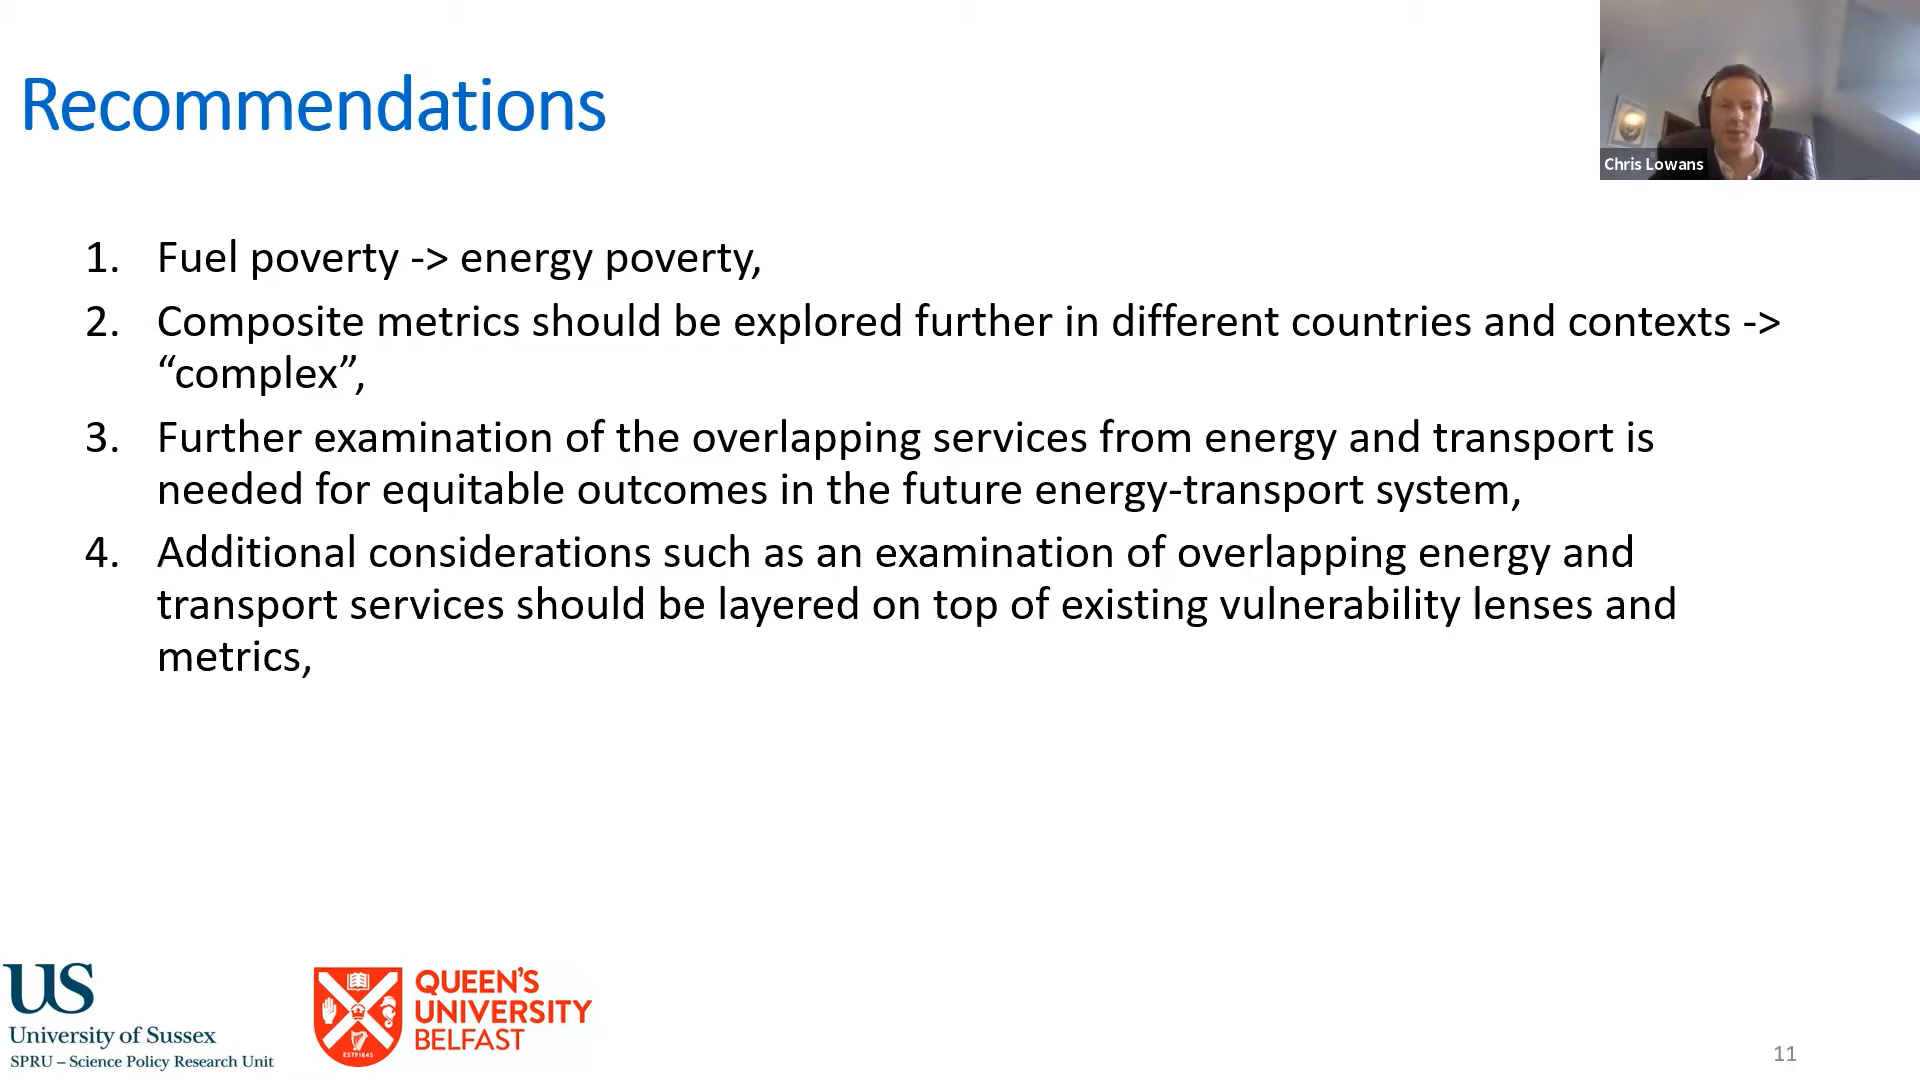 Recommendations
Chris Lowans
1. Fuel poverty -> energy poverty,
2. Composite metrics should be explored further in different countries and contexts ->
“complex”,
3. Further examination of the overlapping services from energy and transport is
needed for equitable outcomes in the future energy-transport system,
4. Additional considerations such as an examination of overlapping energy and
transport services should be layered on top of existing vulnerability lenses and
metrics,
US
University of Sussex
SPRU – Science Policy Research Unit
QUEEN’S
UNIVERSITY
BELFAST
ESTD1845
11